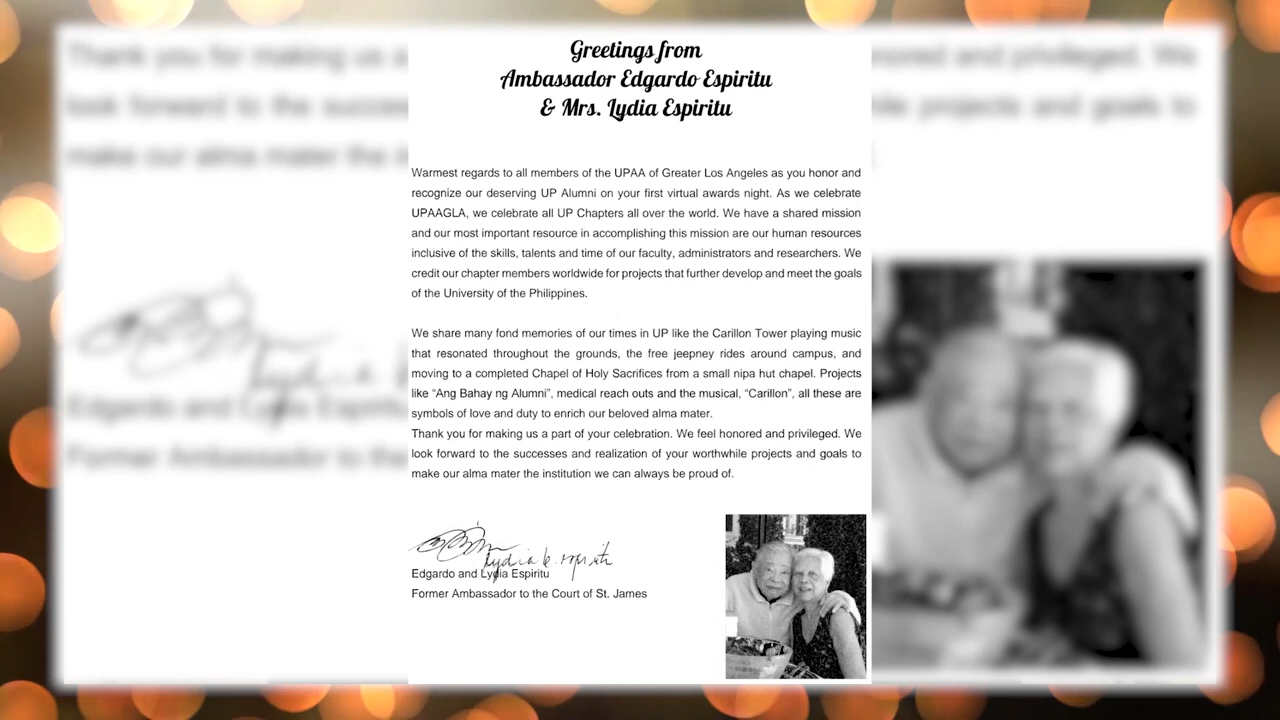 Greetings from
Ambassador Edgardo Espiritu
& Mrs. Lydia Espiritu
Warmest regards to all members of the UPAA of Greater Los Angeles as you honor and
recognize our deserving UP Alumni on your first virtual awards night. As we celebrate
UPAAGLA, we celebrate all UP Chapters all over the world. We have a shared mission
and our most important resource in accomplishing this mission are our human resources
inclusive of the skills, talents and time of our faculty, administrators and researchers. We
credit our chapter members worldwide for projects that further develop and meet the goals
of the University of the Philippines.
We share many fond memories of our times in UP like the Carillon Tower playing music
that resonated throughout the grounds, the free jeepney rides around campus, and
moving to a completed Chapel of Holy Sacrifices from a small nipa hut chapel. Projects
like “Ang Bahay ng Alumni”, medical reach outs and the musical, “Carillon”, all these are
symbols of love and duty to enrich our beloved alma mater.
Thank you for making us a part of your celebration. We feel honored and privileged. We
look forward to the successes and realization of your worthwhile projects and goals to
make our alma mater the institution we can always be proud of.
Edgardo and Lydia Espiritu
Former Ambassador to the Court of St. James